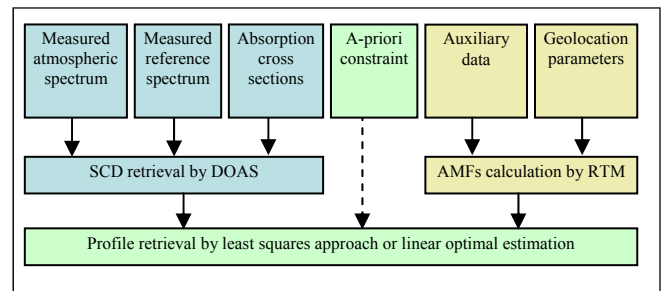 Measured
atmospheric
spectrum
Measured
reference
spectrum
Absorption
cross
sections
A-priori
constraint
Auxiliary
data
Geolocation
parameters
SCD retrieval by DOAS
AMFs calculation by RTM
Profile retrieval by least squares approach or linear optimal estimation